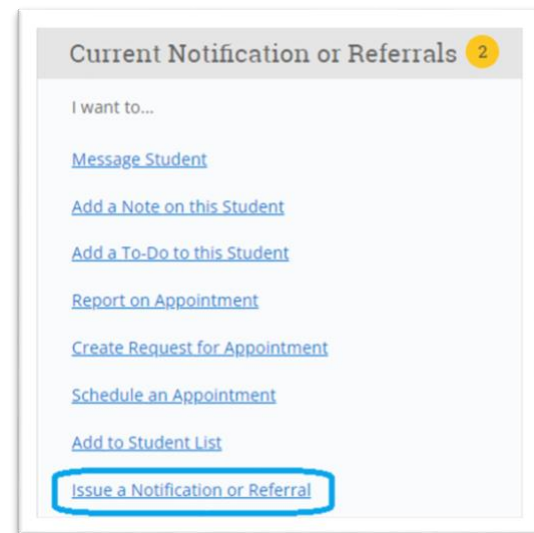 Current Notification or Referrals 2
I want to...
Message Student
Add a Note on this Student
Add a To-Do to this Student
Report on Appointment
Create Request for Appointment
Schedule an Appointment
Add to Student List
Issue a Notification or Referral